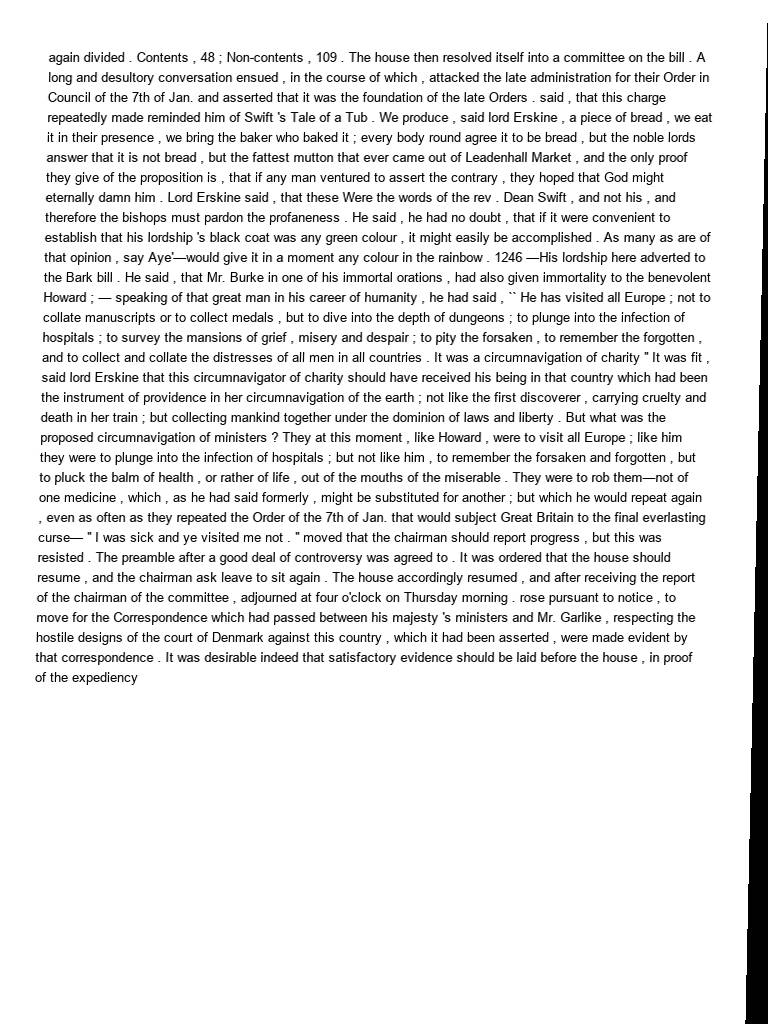 again divided . Contents , 48 ; Non-contents , 109 . The house then resolved itself into a committee on the bill . A
long and desultory conversation ensued , in the course of which , attacked the late administration for their Order in
Council of the 7th of Jan. and asserted that it was the foundation of the late Orders . said , that this charge
repeatedly made reminded him of Swift 's Tale of a Tub . We produce , said lord Erskine , a piece of bread , we eat
it in their presence , we bring the baker who baked it ; every body round agree it to be bread , but the noble lords
answer that it is not bread , but the fattest mutton that ever came out of Leadenhall Market , and the only proof
they give of the proposition is , that if any man ventured to assert the contrary , they hoped that God might
eternally damn him . Lord Erskine said , that these Were the words of the rev . Dean Swift , and not his , and
therefore the bishops must pardon the profaneness . He said , he had no doubt , that if it were convenient to
establish that his lordship 's black coat was any green colour , it might easily be accomplished . As many as are of
that opinion , say Aye'—would give it in a moment any colour in the rainbow . 1246 —His lordship here adverted to
the Bark bill . He said , that Mr. Burke in one of his immortal orations , had also given immortality to the benevolent
Howard ; — speaking of that great man in his career of humanity , he had said , `` He has visited all Europe ; not to
collate manuscripts or to collect medals , but to dive into the depth of dungeons ; to plunge into the infection of
hospitals ; to survey the mansions of grief , misery and despair ; to pity the forsaken , to remember the forgotten ,
and to collect and collate the distresses of all men in all countries . It was a circumnavigation of charity " It was fit ,
said lord Erskine that this circumnavigator of charity should have received his being in that country which had been
the instrument of providence in her circumnavigation of the earth ; not like the first discoverer , carrying cruelty and
death in her train ; but collecting mankind together under the dominion of laws and liberty . But what was the
proposed circumnavigation of ministers ? They at this moment , like Howard , were to visit all Europe ; like him
they were to plunge into the infection of hospitals ; but not like him , to remember the forsaken and forgotten , but
to pluck the balm of health , or rather of life , out of the mouths of the miserable . They were to rob them—not of
one medicine , which , as he had said formerly , might be substituted for another ; but which he would repeat again
, even as often as they repeated the Order of the 7th of Jan. that would subject Great Britain to the final everlasting
curse— " I was sick and ye visited me not . " moved that the chairman should report progress , but this was
resisted . The preamble after a good deal of controversy was agreed to . It was ordered that the house should
resume , and the chairman ask leave to sit again . The house accordingly resumed , and after receiving the report
of the chairman of the committee , adjourned at four o'clock on Thursday morning . rose pursuant to notice , to
move for the Correspondence which had passed between his majesty 's ministers and Mr. Garlike , respecting the
hostile designs of the court of Denmark against this country , which it had been asserted , were made evident by
that correspondence . It was desirable indeed that satisfactory evidence should be laid before the house , in proof
of the expediency